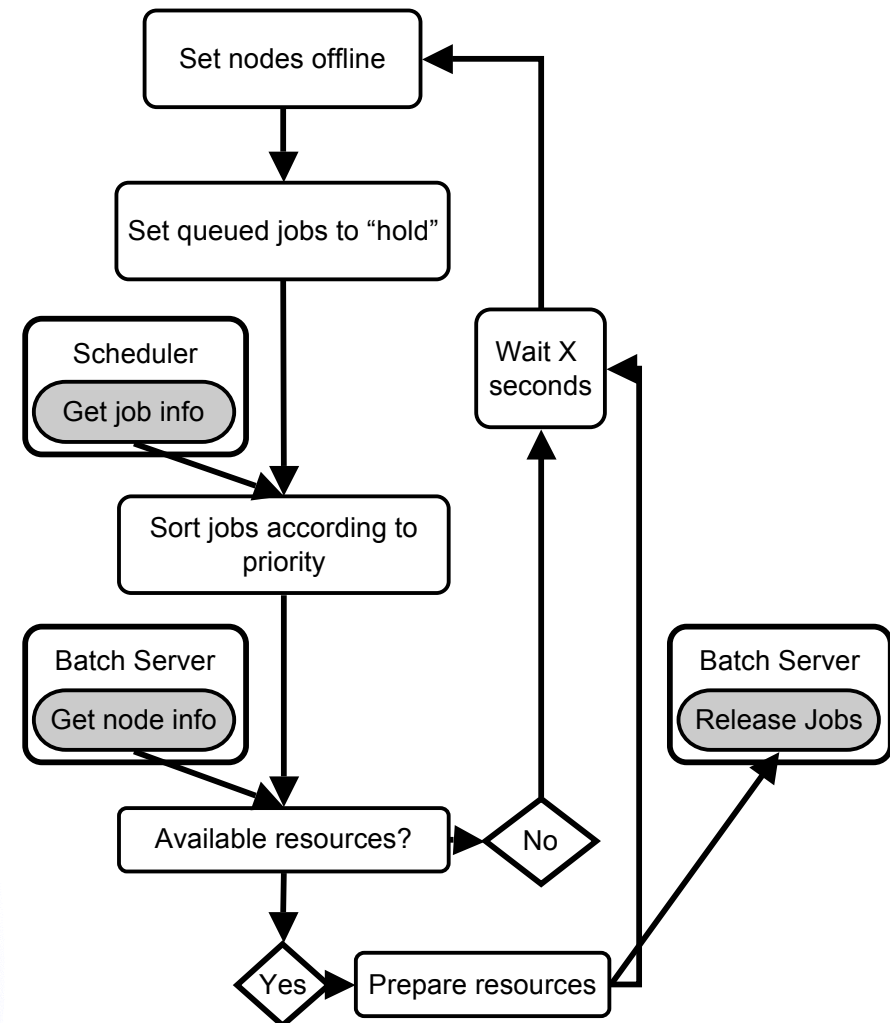 Set nodes offline
Set queued jobs to “hold”
Scheduler
Get job info
Wait X
seconds
Sort jobs according to
priority
Batch Server
Get node info
Batch Server
Release Jobs
Available resources?
No
Yes
Prepare resources